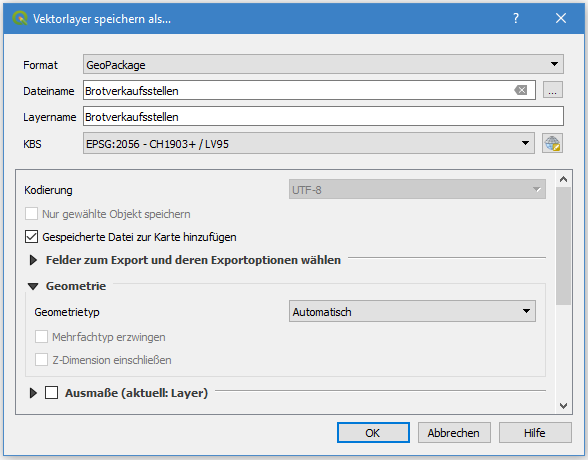 Vektorlayer speichern als...
Format GeoPackage
Dateiname Brotverkaufsstellen ...
Layername Brotverkaufsstellen
KBS EPSG:2056 - CH1903+ / LV95
Kodierung UTF-8
Nur gewählte Objekt speichern
Gespeicherte Datei zur Karte hinzufügen
Felder zum Export und deren Exportoptionen wählen
Geometrie
Geometrietyp Automatisch
Mehrfachtyp erzwingen
Z-Dimension einschließen
Ausmaße (aktuell: Layer)
OK Abbrechen Hilfe